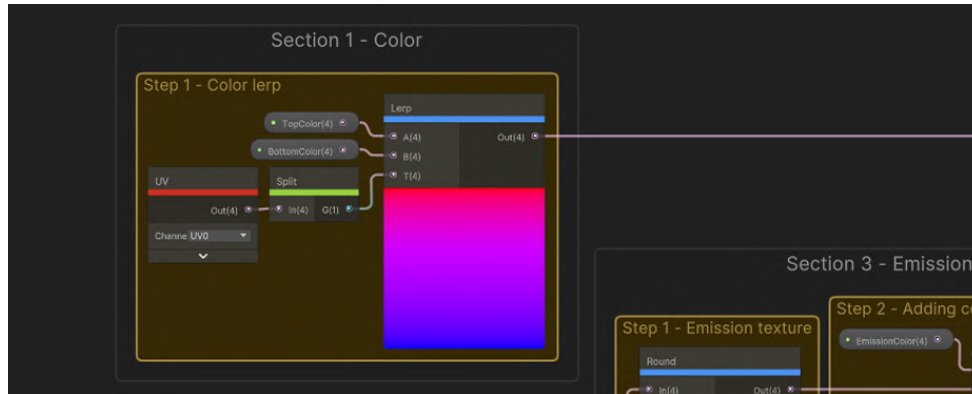 Section 1 - Color
Step 1 - Color lerp
Lerp
TopColor(4)
A(4)
Out(4)
BottomColor(4)
B(4)
UV
Split
T(4)
Out(4)
In(4)
G(1)
Channe UV0
Section 3 - Emission
Step 2 - Adding co
Step 1 - Emission texture
EmissionColor(4)
Round
In(4)
Out(4)